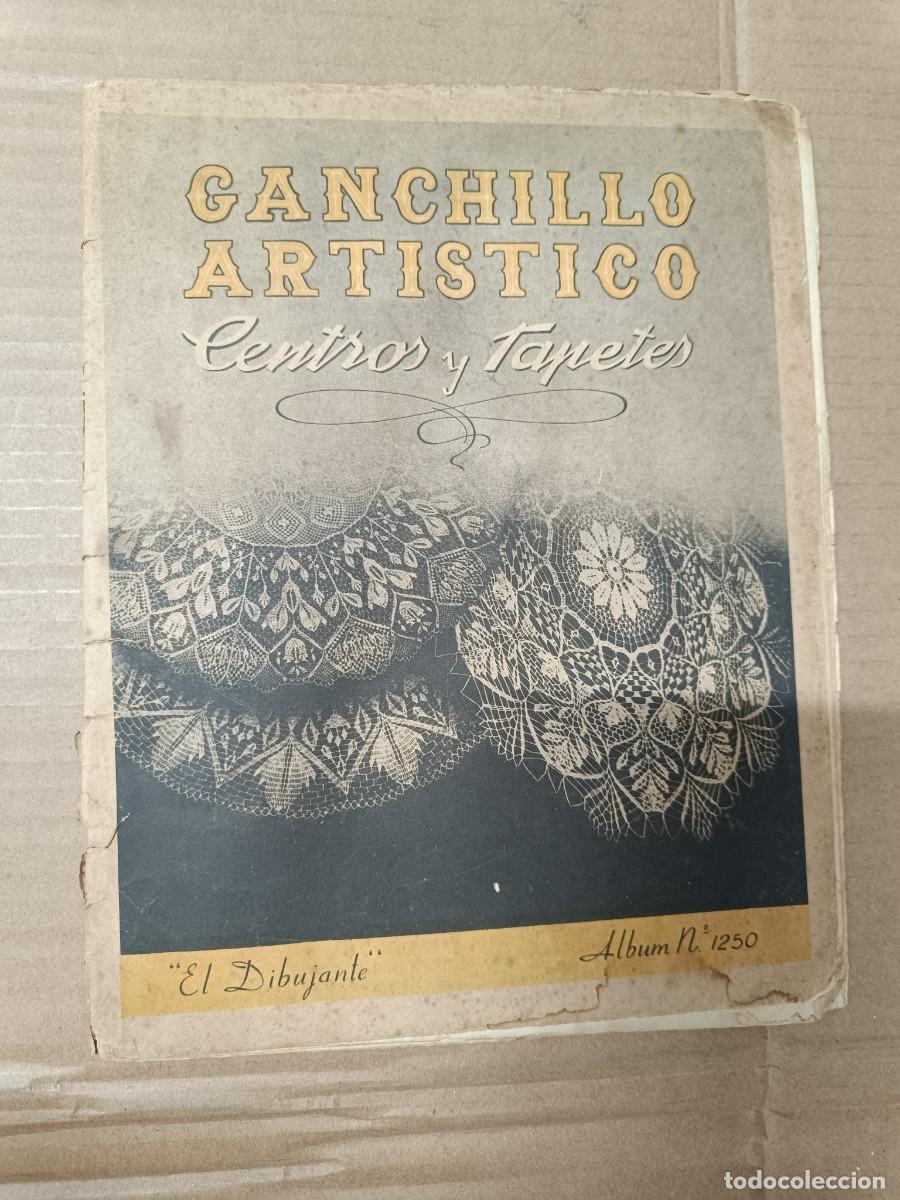 GANCHILLO
ARTISTICO
Centros y Tapetes
"El Dibujante"
Album N.º 1250
todocoleccion